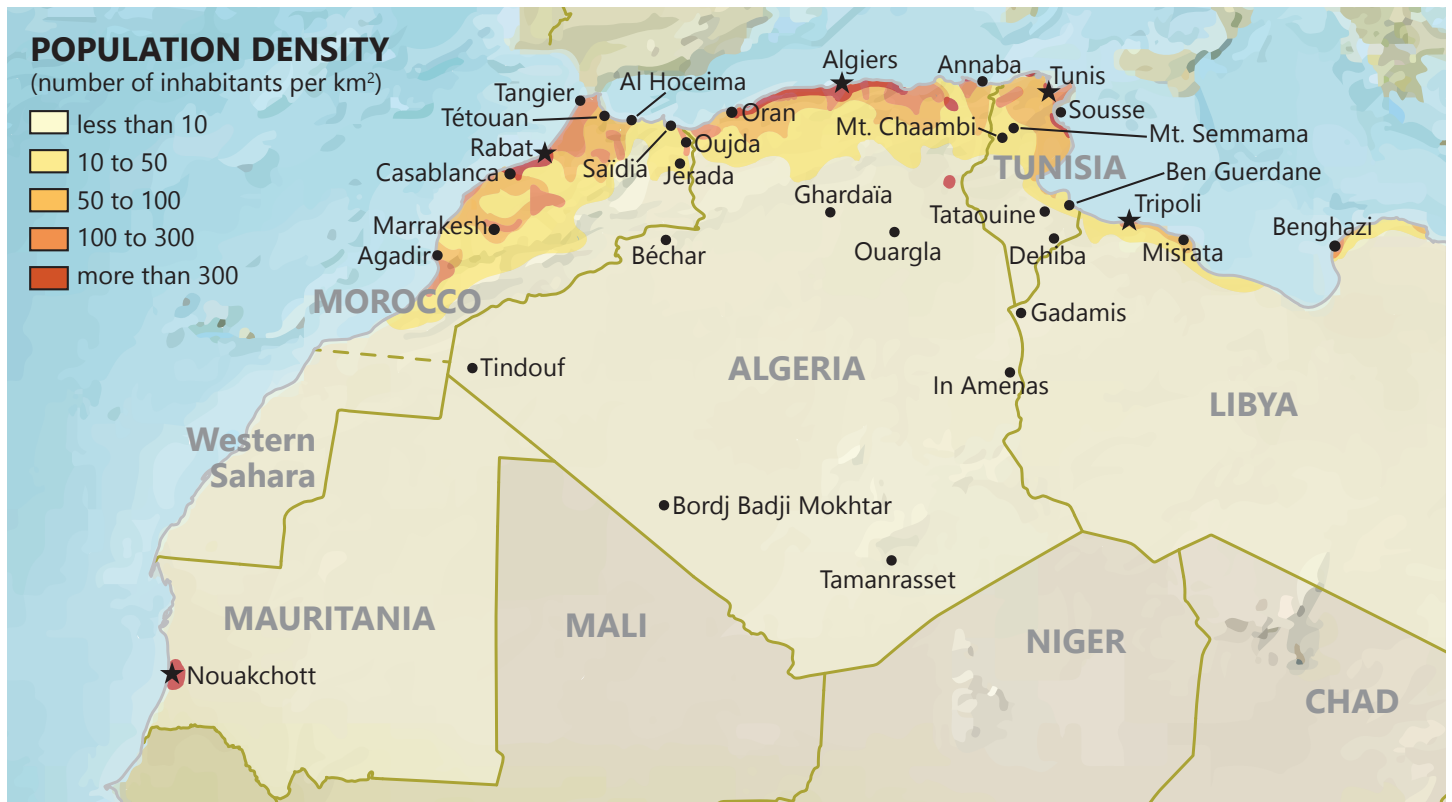 POPULATION DENSITY
(number of inhabitants per km²)
less than 10
10 to 50
50 to 100
100 to 300
more than 300
Tangier
Tétouan
Rabat
Casablanca
Marrakesh
Agadir
Al Hoceima
Saïdia
Oujda
Jerada
Oran
Algiers
Annaba
Tunis
Sousse
Mt. Chaambi
Mt. Semmama
TUNISIA
Ben Guerdane
Tataouine
Dehiba
Tripoli
Misrata
Benghazi
Ghardaïa
Ouargla
Béchar
MOROCCO
Gadamis
Tindouf
ALGERIA
In Amenas
LIBYA
Western
Sahara
Bordj Badji Mokhtar
Tamanrasset
MAURITANIA
MALI
NIGER
Nouakchott
CHAD